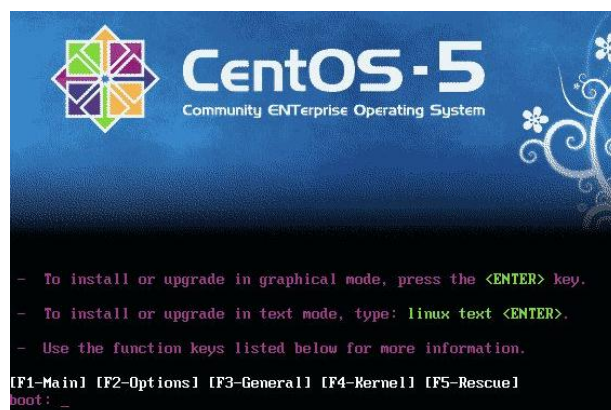 CentOS - 5
Community ENTerprise Operating System
- To install or upgrade in graphical mode, press the <ENTER> key.
- To install or upgrade in text mode, type: linux text <ENTER>.
- Use the function keys listed below for more information.
[F1-Main] [F2-Options] [F3-General] [F4-Kernel] [F5-Rescue]
boot: _